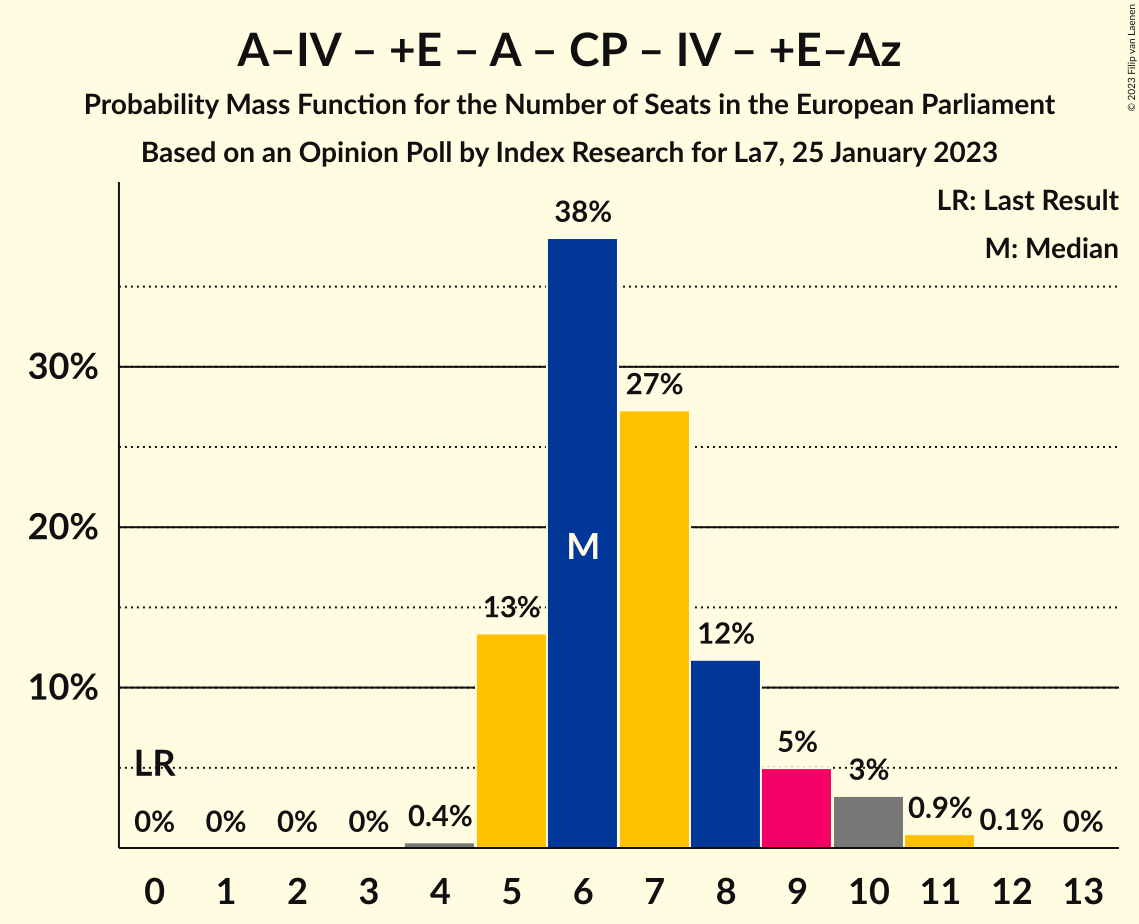 A–IV – +E – A – CP – IV – +E–Az
Probability Mass Function for the Number of Seats in the European Parliament
Based on an Opinion Poll by Index Research for La7, 25 January 2023
© 2023 Filip van Laenen
LR: Last Result
M: Median
38%
30%
27%
20%
M
13%
12%
10%
LR
5%
3%
0% 0% 0% 0% 0.4% 0.9% 0.1% 0%
0 1 2 3 4 5 6 7 8 9 10 11 12 13